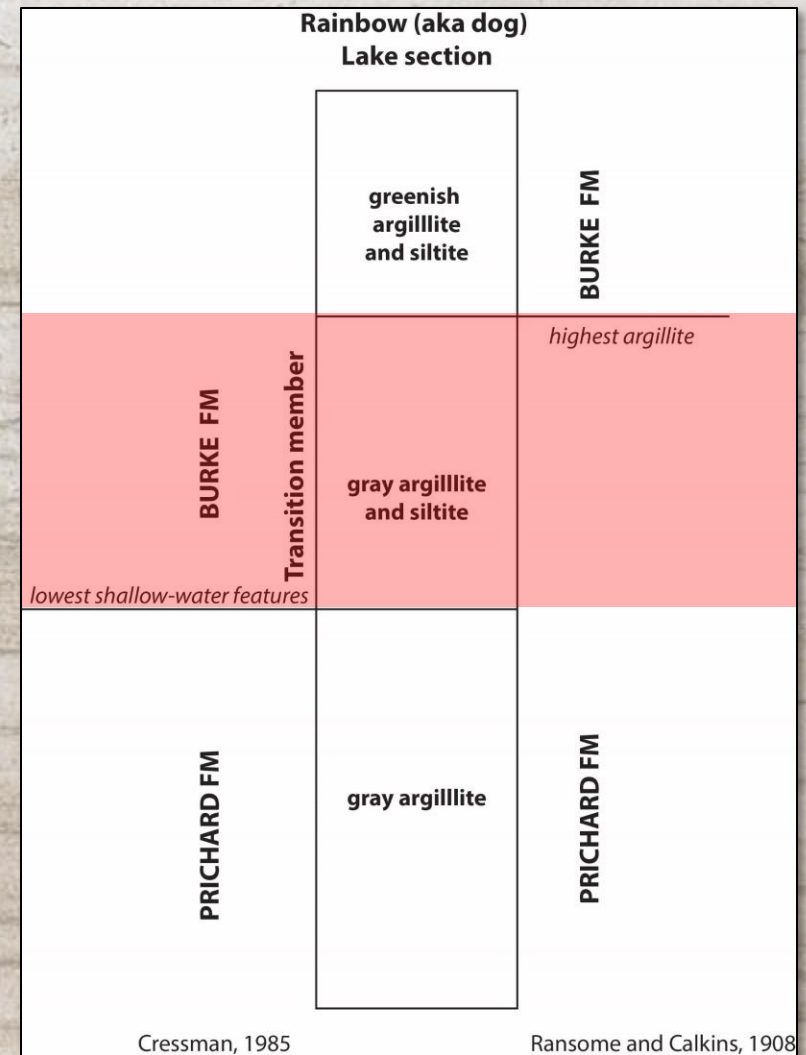 Rainbow (aka dog)
Lake section
greenish
argilllite
and siltite
BURKE FM
highest argillite
BURKE FM
Transition member
gray argilllite
and siltite
lowest shallow-water features
PRICHARD FM
gray argilllite
PRICHARD FM
Cressman, 1985
Ransome and Calkins, 1908